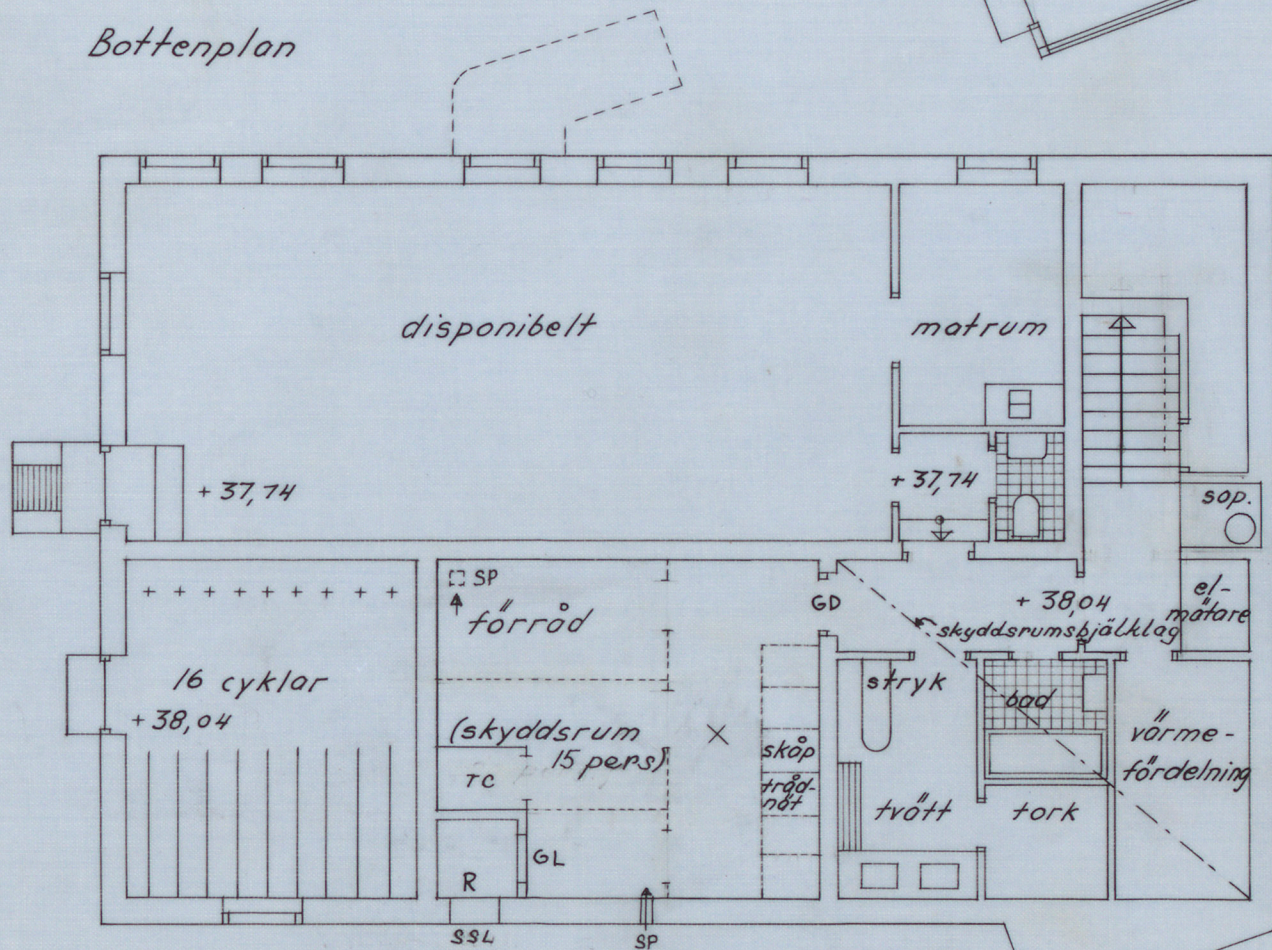 Bottenplan
disponibelt
matrum
+ 37,74
+ 37,74
sop.
SP
förråd
GD
+ 38,04
skyddsrumsbjälklag
el-
mätare
16 cyklar
+ 38,04
(skyddsrum
15 pers)
TC
skåp
tråd-
nät
stryk
bad
värme-
fördelning
tvätt
tork
GL
R
SSL
SP